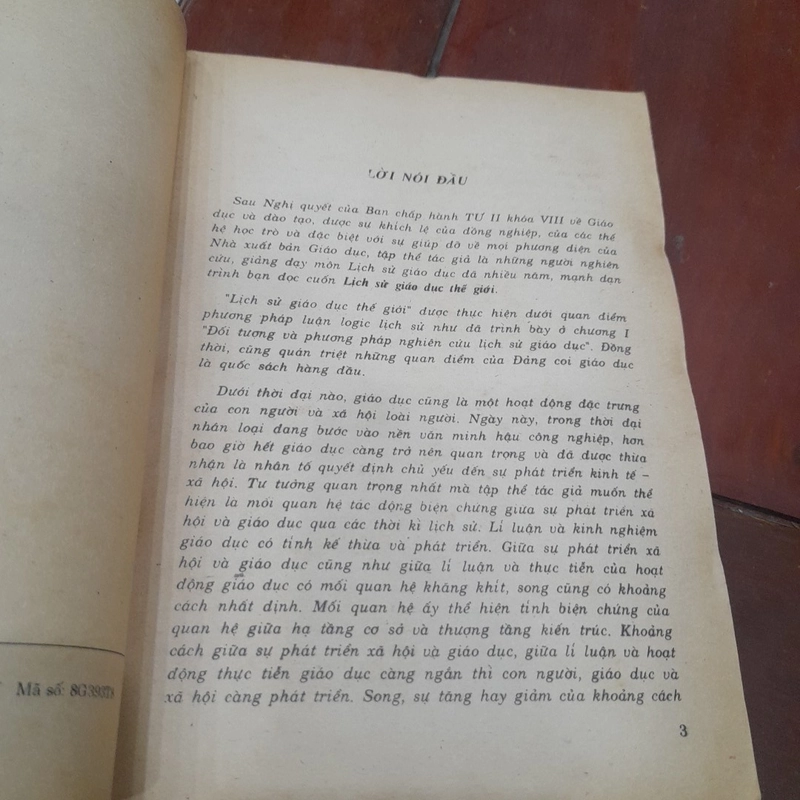 LỜI NÓI ĐẦU
Sau Nghị quyết của Ban chấp hành TƯ II khóa VIII về Giáo
dục và đào tạo, được sự khích lệ của đồng nghiệp, của các thế
hệ học trò và đặc biệt với sự giúp đỡ về mọi phương diện của
Nhà xuất bản Giáo dục, tập thể tác giả là những người nghiên
cứu, giảng dạy môn Lịch sử giáo dục đã nhiều năm, mạnh dạn
trình bạn đọc cuốn Lịch sử giáo dục thế giới.
"Lịch sử giáo dục thế giới" được thực hiện dưới quan điểm
phương pháp luận logic lịch sử như đã trình bày ở chương I
"Đối tượng và phương pháp nghiên cứu lịch sử giáo dục". Đồng
thời, cũng quán triệt những quan điểm của Đảng coi giáo dục
là quốc sách hàng đầu.
Dưới thời đại nào, giáo dục cũng là một hoạt động đặc trưng
của con người và xã hội loài người. Ngày này, trong thời đại
nhân loại đang bước vào nền văn minh hậu công nghiệp, hơn
bao giờ hết giáo dục càng trở nên quan trọng và đã được thừa
nhận là nhân tố quyết định chủ yếu đến sự phát triển kinh tế –
xã hội. Tư tưởng quan trọng nhất mà tập thể tác giả muốn thể
hiện là mối quan hệ tác động biện chứng giữa sự phát triển xã
hội và giáo dục qua các thời kì lịch sử. Lí luận và kinh nghiệm
giáo dục có tính kế thừa và phát triển. Giữa sự phát triển xã
hội và giáo dục cũng như giữa lí luận và thực tiễn của hoạt
động giáo dục có mối quan hệ kháng khít, song cũng có khoảng
cách nhất định. Mối quan hệ ấy thể hiện tính biện chứng của
quan hệ giữa hạ tầng cơ sở và thượng tầng kiến trúc. Khoảng
cách giữa sự phát triển xã hội và giáo dục, giữa lí luận và hoạt
động thực tiễn giáo dục càng ngắn thì con người, giáo dục và
xã hội càng phát triển. Song, sự tăng hay giảm của khoảng cách
3
Mã số: